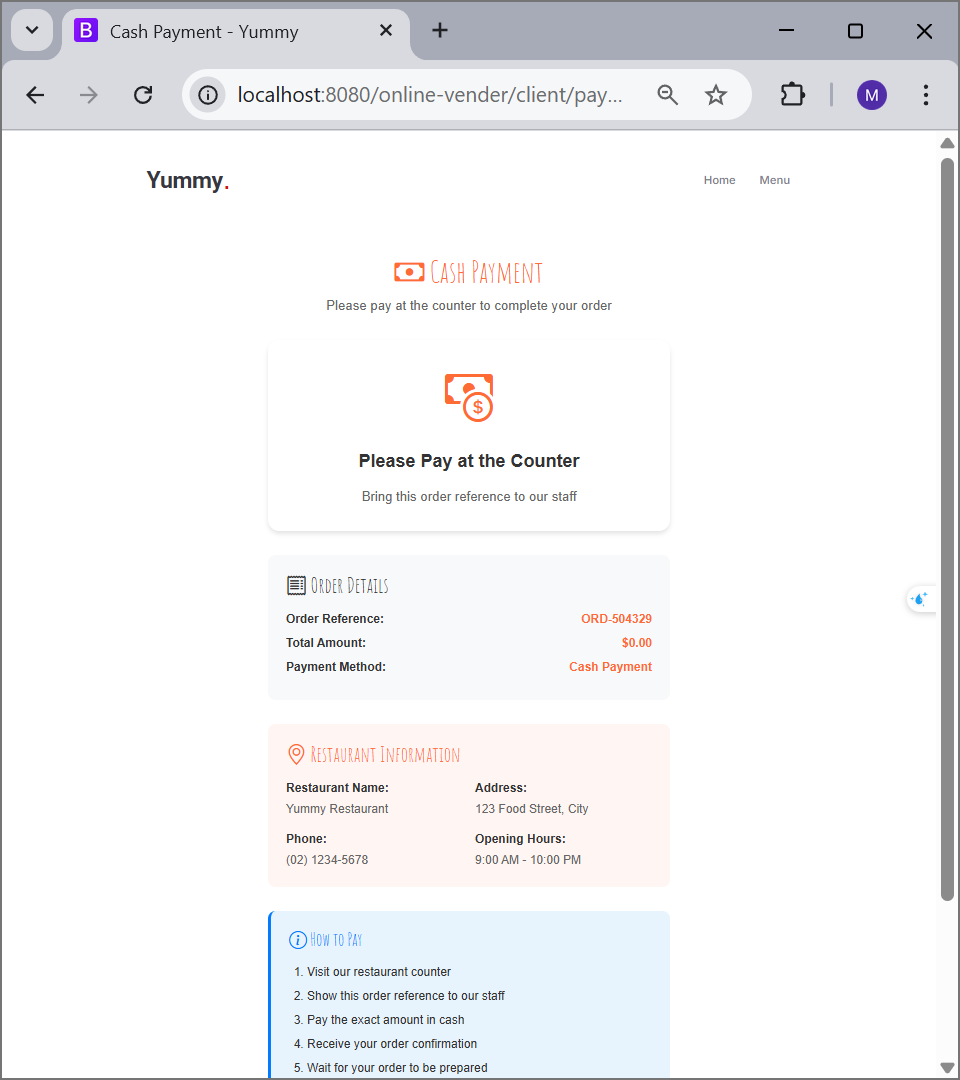 B Cash Payment - Yummy
localhost:8080/online-vender/client/pay...
M
Yummy.
Home Menu
Cash Payment
Please pay at the counter to complete your order
$
Please Pay at the Counter
Bring this order reference to our staff
Order Details
Order Reference: ORD-504329
Total Amount: $0.00
Payment Method: Cash Payment
Restaurant Information
Restaurant Name: Address:
Yummy Restaurant 123 Food Street, City
Phone: Opening Hours:
(02) 1234-5678 9:00 AM - 10:00 PM
How to Pay
1. Visit our restaurant counter
2. Show this order reference to our staff
3. Pay the exact amount in cash
4. Receive your order confirmation
5. Wait for your order to be prepared